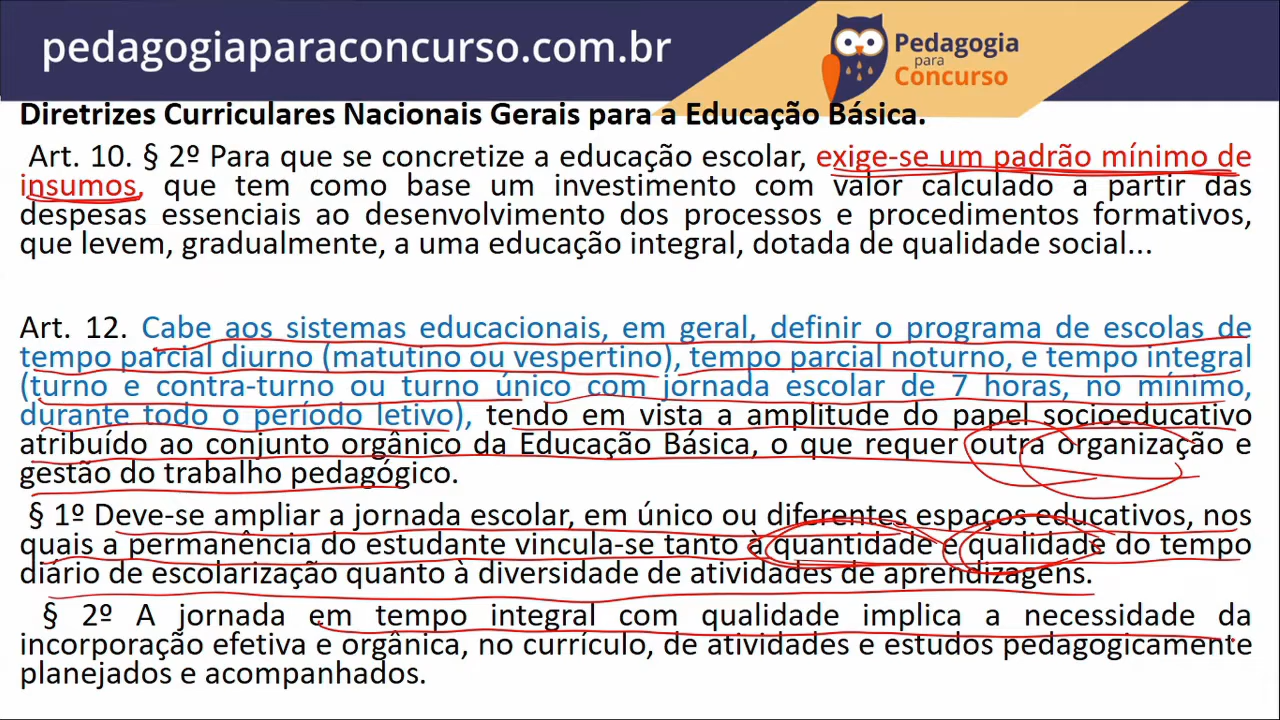 pedagogiaparaconcurso.com.br
Pedagogia
para
Concurso
Diretrizes Curriculares Nacionais Gerais para a Educação Básica.
Art. 10. § 2º Para que se concretize a educação escolar, exige-se um padrão mínimo de
insumos, que tem como base um investimento com valor calculado a partir das
despesas essenciais ao desenvolvimento dos processos e procedimentos formativos,
que levem, gradualmente, a uma educação integral, dotada de qualidade social...
Art. 12. Cabe aos sistemas educacionais, em geral, definir o programa de escolas de
tempo parcial diurno (matutino ou vespertino), tempo parcial noturno, e tempo integral
(turno e contra-turno ou turno único com jornada escolar de 7 horas, no mínimo,
durante todo o período letivo), tendo em vista a amplitude do papel socioeducativo
atribuído ao conjunto orgânico da Educação Básica, o que requer outra organização e
gestão do trabalho pedagógico.
§ 1º Deve-se ampliar a jornada escolar, em único ou diferentes espaços educativos, nos
quais a permanência do estudante vincula-se tanto à quantidade e qualidade do tempo
diário de escolarização quanto à diversidade de atividades de aprendizagens.
§ 2º A jornada em tempo integral com qualidade implica a necessidade da
incorporação efetiva e orgânica, no currículo, de atividades e estudos pedagogicamente
planejados e acompanhados.